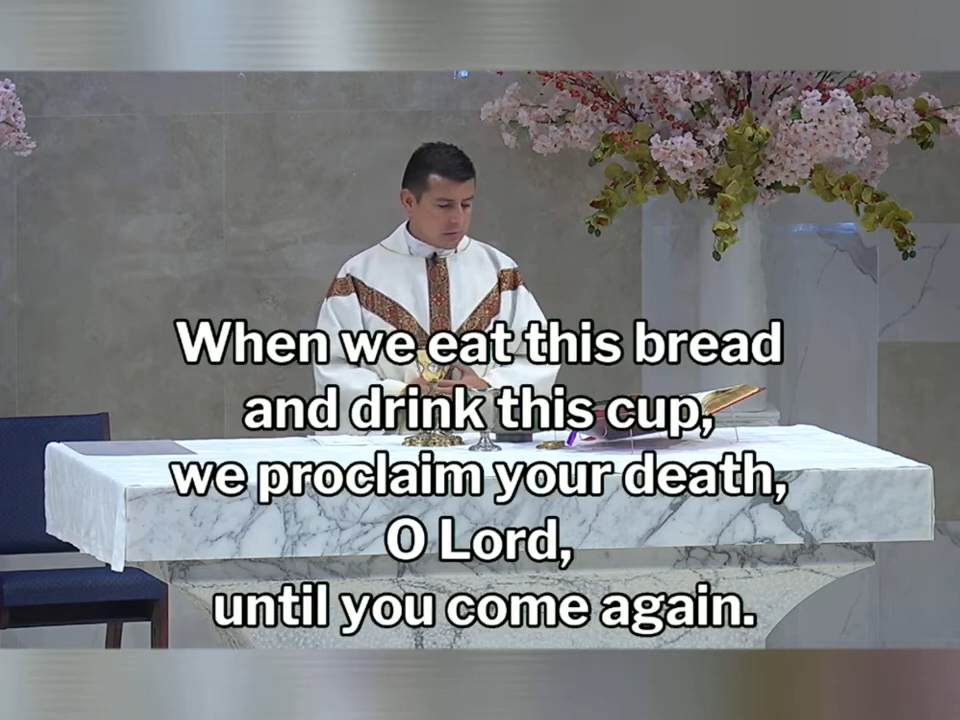 When we eat this bread
and drink this cup,
we proclaim your death,
O Lord,
until you come again.